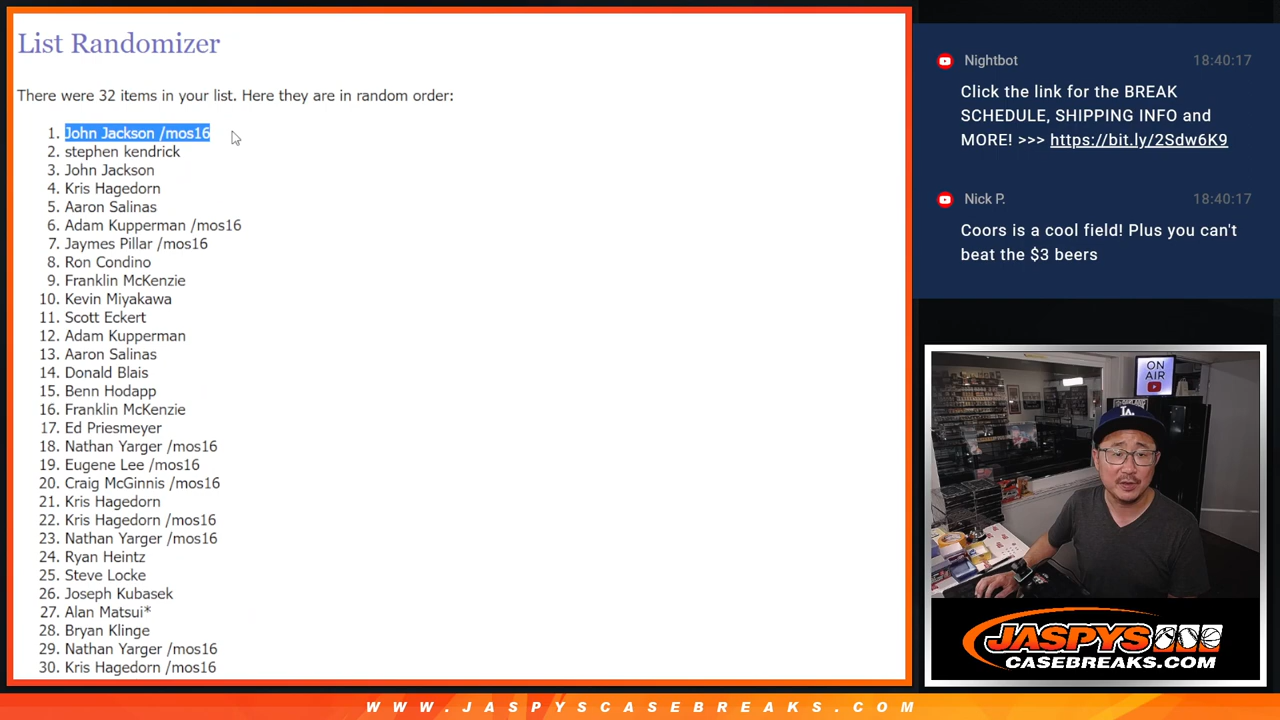 List Randomizer
There were 32 items in your list. Here they are in random order:
1. John Jackson /mos16
2. stephen kendrick
3. John Jackson
4. Kris Hagedorn
5. Aaron Salinas
6. Adam Kupperman /mos16
7. Jaymes Pillar /mos16
8. Ron Condino
9. Franklin McKenzie
10. Kevin Miyakawa
11. Scott Eckert
12. Adam Kupperman
13. Aaron Salinas
14. Donald Blais
15. Benn Hodapp
16. Franklin McKenzie
17. Ed Priesmeyer
18. Nathan Yarger /mos16
19. Eugene Lee /mos16
20. Craig McGinnis /mos16
21. Kris Hagedorn
22. Kris Hagedorn /mos16
23. Nathan Yarger /mos16
24. Ryan Heintz
25. Steve Locke
26. Joseph Kubasek
27. Alan Matsui*
28. Bryan Klinge
29. Nathan Yarger /mos16
30. Kris Hagedorn /mos16
Nightbot 18:40:17
Click the link for the BREAK
SCHEDULE, SHIPPING INFO and
MORE! >>> https://bit.ly/2Sdw6K9
Nick P. 18:40:17
Coors is a cool field! Plus you can't
beat the $3 beers
ON
AIR
LA
JASPYS
CASEBREAKS.COM
WWW.JASPYSCASEBREAKS.COM